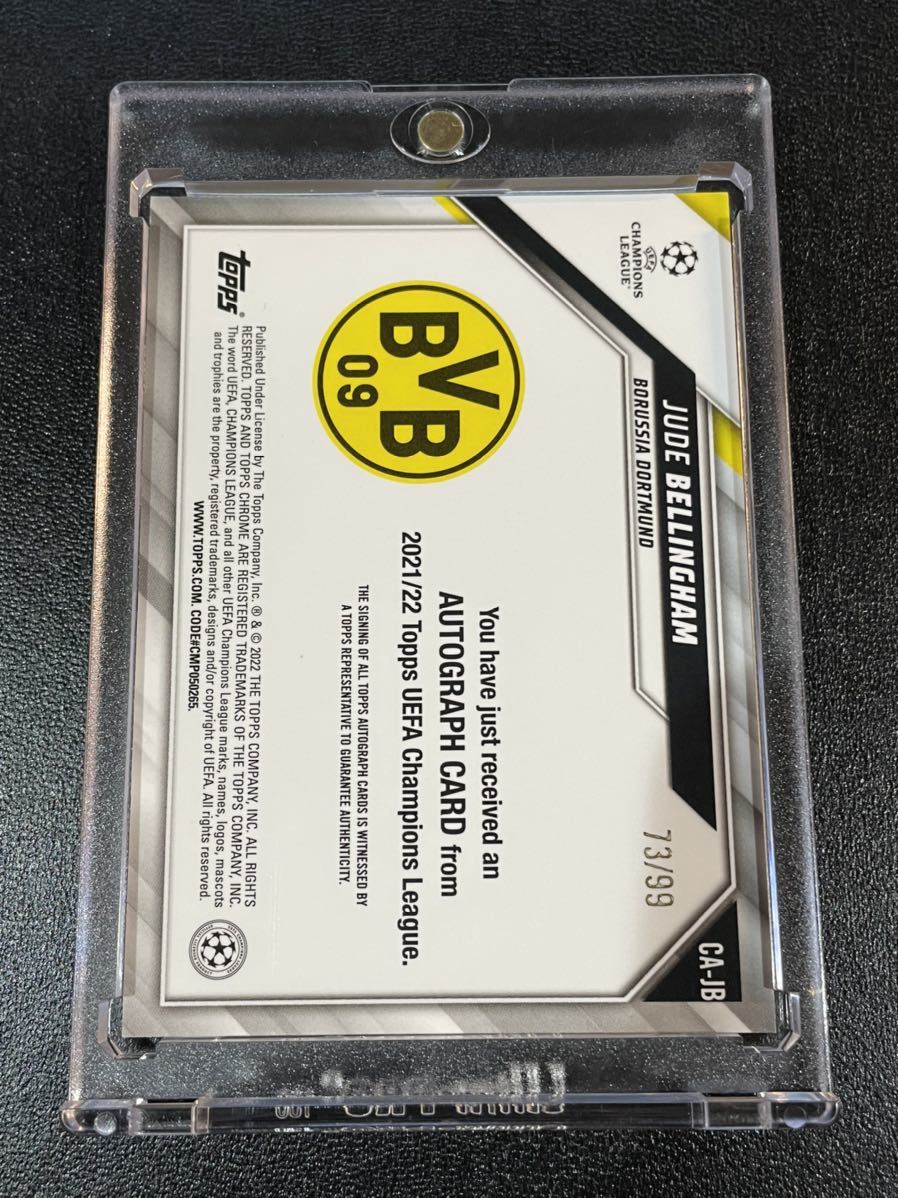 UEFA
CHAMPIONS
LEAGUE®
JUDE BELLINGHAM
BORUSSIA DORTMUND
73/99
CA-JB
BVB
09
You have just received an
AUTOGRAPH CARD from
2021/22 Topps UEFA Champions League.
THE SIGNING OF ALL TOPPS AUTOGRAPH CARDS IS WITNESSED BY
A TOPPS REPRESENTATIVE TO GUARANTEE AUTHENTICITY.
topps®
Published Under License by The Topps Company, Inc. ® & © 2022 THE TOPPS COMPANY, INC. ALL RIGHTS
RESERVED. TOPPS AND TOPPS CHROME ARE REGISTERED TRADEMARKS OF THE TOPPS COMPANY, INC.
The word UEFA, CHAMPIONS LEAGUE, and all other UEFA Champions League marks, names, logos, mascots
and trophies are the property, registered trademarks, designs and/or copyright of UEFA. All rights reserved.
WWW.TOPPS.COM. CODE#CMP050265.